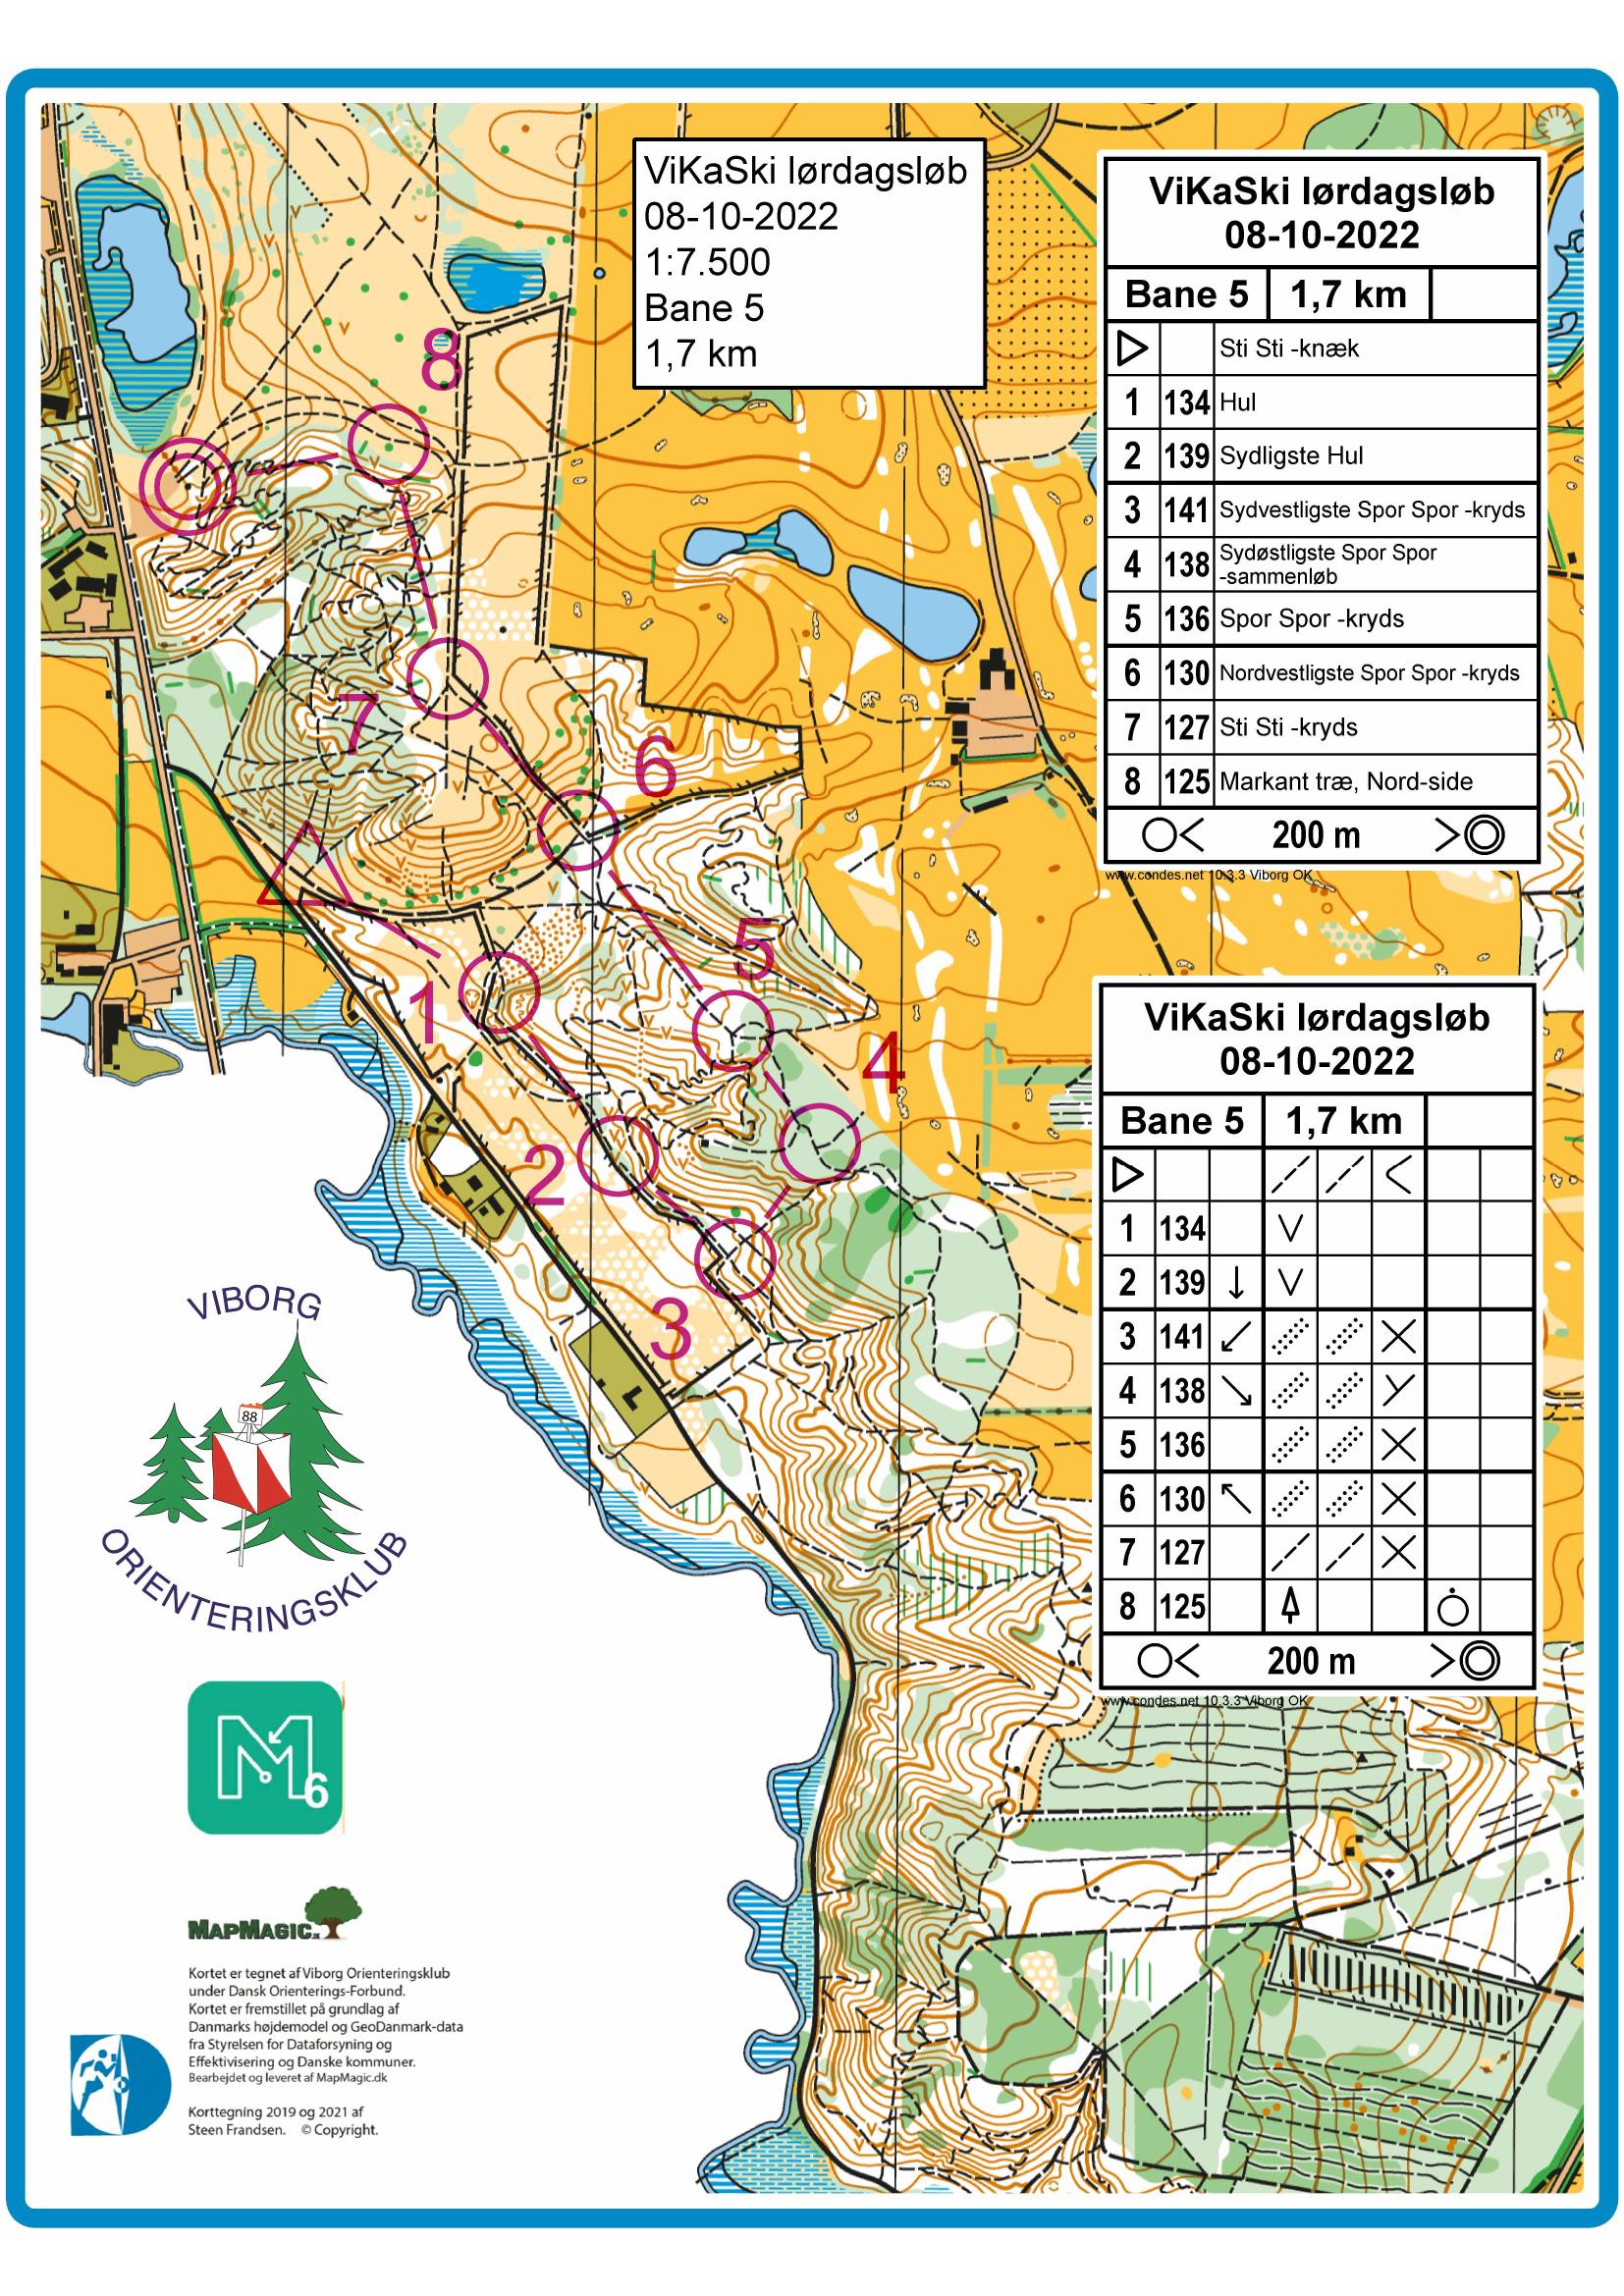 ViKaSki lørdagsløb
08-10-2022
1:7.500
Bane 5
1,7 km
ViKaSki lørdagsløb
08-10-2022
Bane 5 1,7 km
Sti Sti -knæk
1 134 Hul
2 139 Sydligste Hul
3 141 Sydvestligste Spor Spor -kryds
4 138 Sydøstligste Spor Spor
-sammenløb
5 136 Spor Spor -kryds
6 130 Nordvestligste Spor Spor -kryds
7 127 Sti Sti -kryds
8 125 Markant træ, Nord-side
200 m
www.condes.net 10.3.3 Viborg OK
8
7
6
5
4
1
2
3
ViKaSki lørdagsløb
08-10-2022
Bane 5 1,7 km
1 134
2 139
3 141
4 138
5 136
6 130
7 127
8 125
200 m
www.condes.net 10.3.3 Viborg OK
VIBORG
88
ORIENTERINGSKLUB
M6
MAPMAGIC
Kortet er tegnet af Viborg Orienteringsklub
under Dansk Orienterings-Forbund.
Kortet er fremstillet på grundlag af
Danmarks højdemodel og GeoDanmark-data
fra Styrelsen for Dataforsyning og
Effektivisering og Danske kommuner.
Bearbejdet og leveret af MapMagic.dk
Korttegning 2019 og 2021 af
Steen Frandsen. © Copyright.